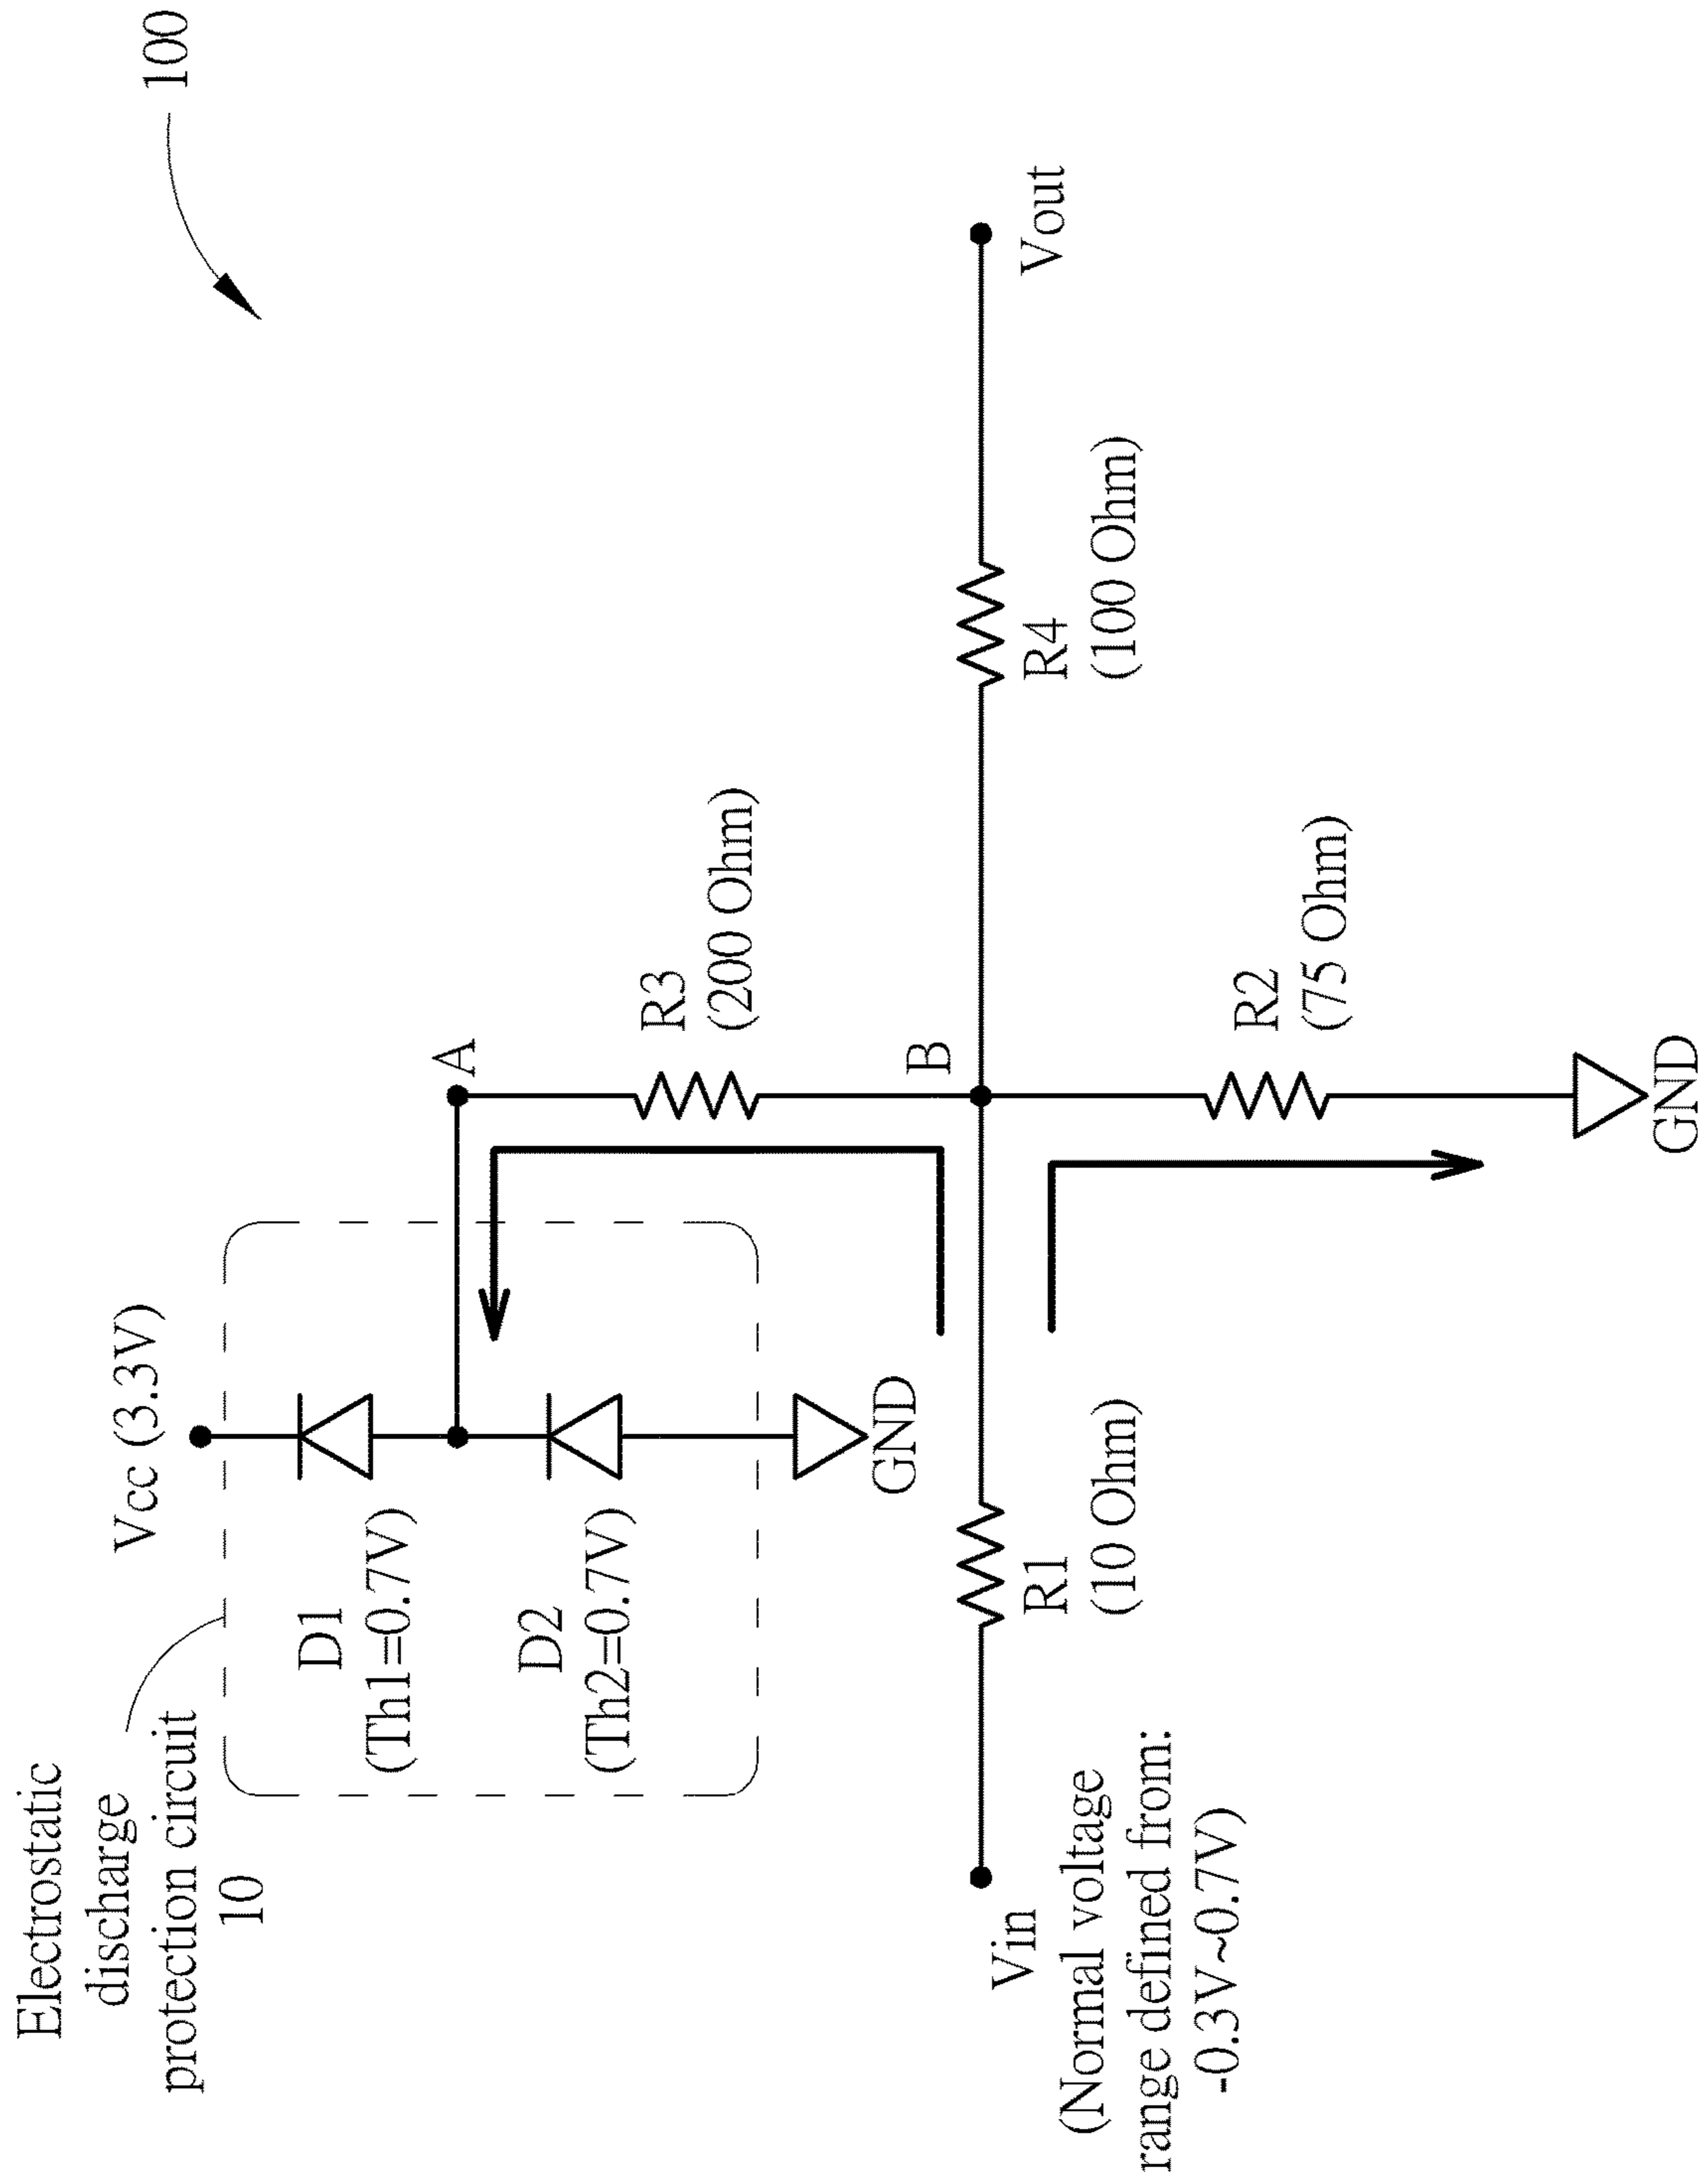 100
Electrostatic
discharge
protection circuit
10
Vcc (3.3V)
D1
(Th1=0.7V)
D2
(Th2=0.7V)
GND
A
R3
(200 Ohm)
B
Vin
(Normal voltage
range defined from:
-0.3V~0.7V)
R1
(10 Ohm)
R4
(100 Ohm)
Vout
R2
(75 Ohm)
GND